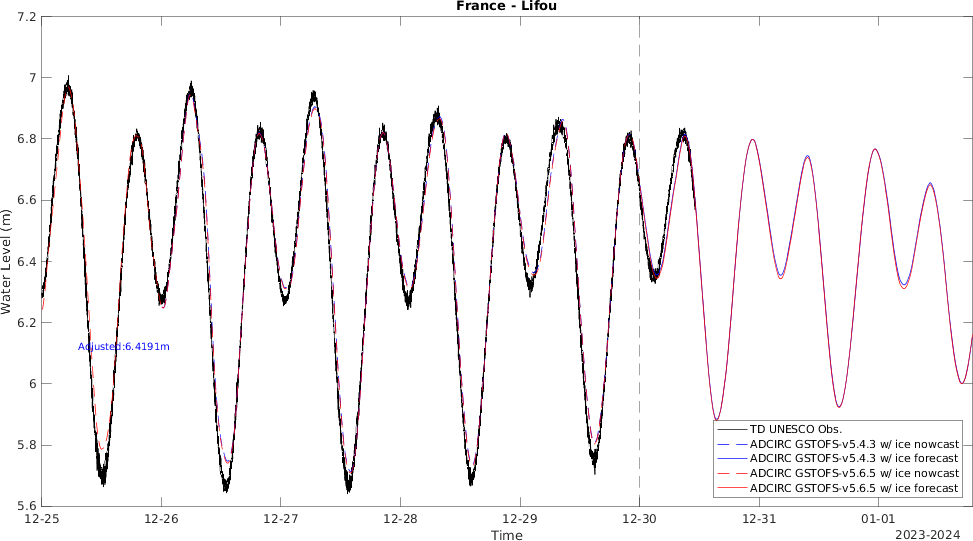 France - Lifou
7.2
7
6.8
6.6
6.4
6.2
6
5.8
5.6
Water Level (m)
Adjusted:6.4191m
TD UNESCO Obs.
ADCIRC GSTOFS-v5.4.3 w/ ice nowcast
ADCIRC GSTOFS-v5.4.3 w/ ice forecast
ADCIRC GSTOFS-v5.6.5 w/ ice nowcast
ADCIRC GSTOFS-v5.6.5 w/ ice forecast
12-25 12-26 12-27 12-28 12-29 12-30 12-31 01-01
Time
2023-2024